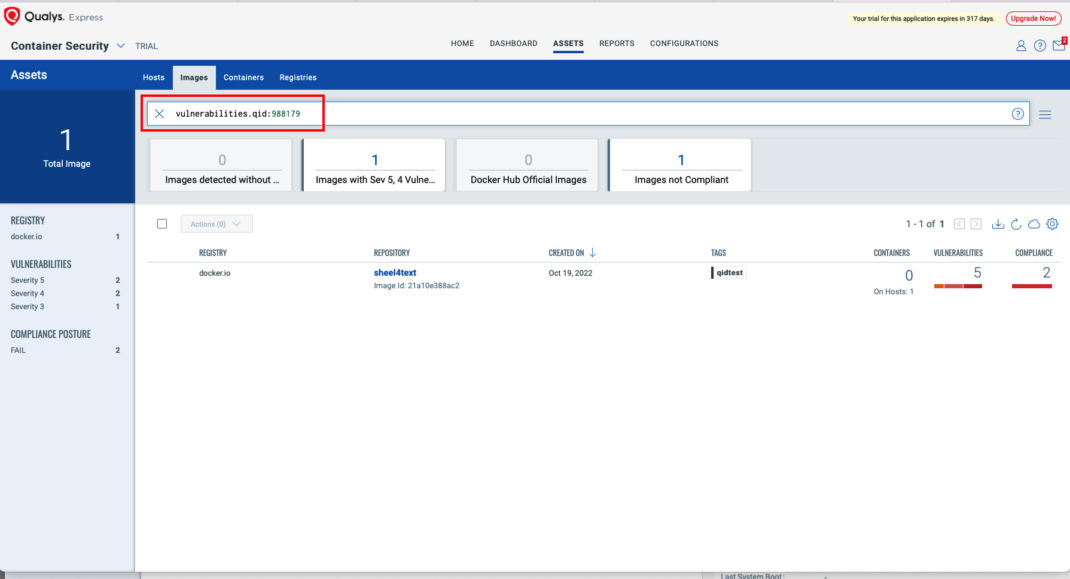 Qualys. Express
Your trial for this application expires in 317 days. Upgrade Now!
Container Security TRIAL
HOME DASHBOARD ASSETS REPORTS CONFIGURATIONS
2
Assets
Hosts Images Containers Registries
vulnerabilities.qid:988179
1
Total Image
0
Images detected without ...
1
Images with Sev 5, 4 Vulne...
0
Docker Hub Official Images
1
Images not Compliant
REGISTRY
docker.io 1
VULNERABILITIES
Severity 5 2
Severity 4 2
Severity 3 1
COMPLIANCE POSTURE
FAIL 2
Actions (0)
1 - 1 of 1
REGISTRY REPOSITORY CREATED ON TAGS CONTAINERS VULNERABILITIES COMPLIANCE
docker.io sheel4text Oct 19, 2022 qidtest 0 5 2
Image Id: 21a10e388ac2 On Hosts: 1
Last System Boot: